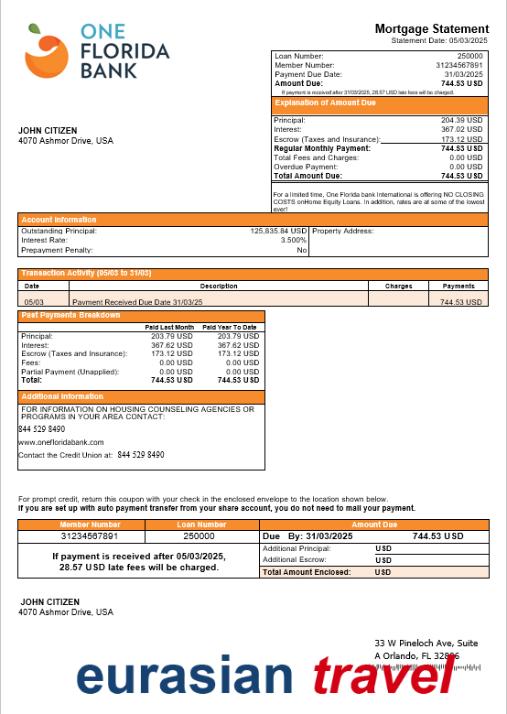 ONE
FLORIDA
BANK
Mortgage Statement
Statement Date: 05/03/2025
Loan Number: 250000
Member Number: 31234567891
Payment Due Date: 31/03/2025
Amount Due: 744.53 USD
If payment is received after 31/03/2025, 28.57 USD late fees will be charged.
Explanation of Amount Due
Principal: 204.39 USD
Interest: 367.02 USD
Escrow (Taxes and Insurance): 173.12 USD
Regular Monthly Payment: 744.53 USD
Total Fees and Charges: 0.00 USD
Overdue Payment: 0.00 USD
Total Amount Due: 744.53 USD
JOHN CITIZEN
4070 Ashmor Drive, USA
For a limited time, One Florida bank International is offering NO CLOSING
COSTS onHome Equity Loans. In addition, rates are at some of the lowest
ever!
Account Information
Outstanding Principal: 125,835.84 USD Property Address:
Interest Rate: 3.500%
Prepayment Penalty: No
Transaction Activity (05/03 to 31/03)
Date Description Charges Payments
05/03 Payment Received Due Date 31/03/25 744.53 USD
Past Payments Breakdown
Paid Last Month Paid Year To Date
Principal: 203.79 USD 203.79 USD
Interest: 367.62 USD 367.62 USD
Escrow (Taxes and Insurance): 173.12 USD 173.12 USD
Fees: 0.00 USD 0.00 USD
Partial Payment (Unapplied): 0.00 USD 0.00 USD
Total: 744.53 USD 744.53 USD
Additional Information
FOR INFORMATION ON HOUSING COUNSELING AGENCIES OR
PROGRAMS IN YOUR AREA CONTACT:
844 529 8490
www.onefloridabank.com
Contact the Credit Union at: 844 529 8490
For prompt credit, return this coupon with your check in the enclosed envelope to the location shown below.
If you are set up with auto payment transfer from your share account, you do not need to mail your payment.
Member Number Loan Number Amount Due
31234567891 250000 Due By: 31/03/2025 744.53 USD
If payment is received after 05/03/2025,
28.57 USD late fees will be charged.
Additional Principal: USD
Additional Escrow: USD
Total Amount Enclosed: USD
JOHN CITIZEN
4070 Ashmor Drive, USA
33 W Pineloch Ave, Suite
A Orlando, FL 32806
eurasian travel